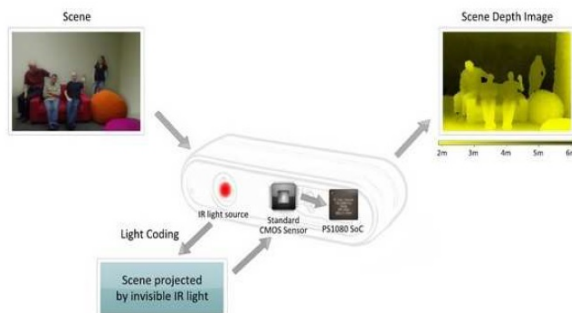 Scene
Scene Depth Image
2m 3m 4m 5m 6m
IR light source
Standard
CMOS Sensor
PS1080 SoC
Light Coding
Scene projected
by invisible IR light